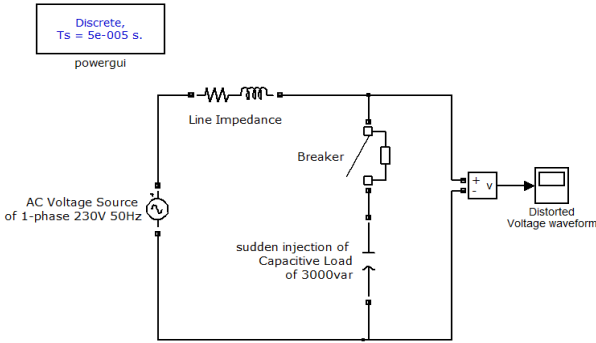 Discrete,
Ts = 5e-005 s.
powergui
Line Impedance
Breaker
AC Voltage Source
of 1-phase 230V 50Hz
+
-
v
Distorted
Voltage waveform
sudden injection of
Capacitive Load
of 3000var